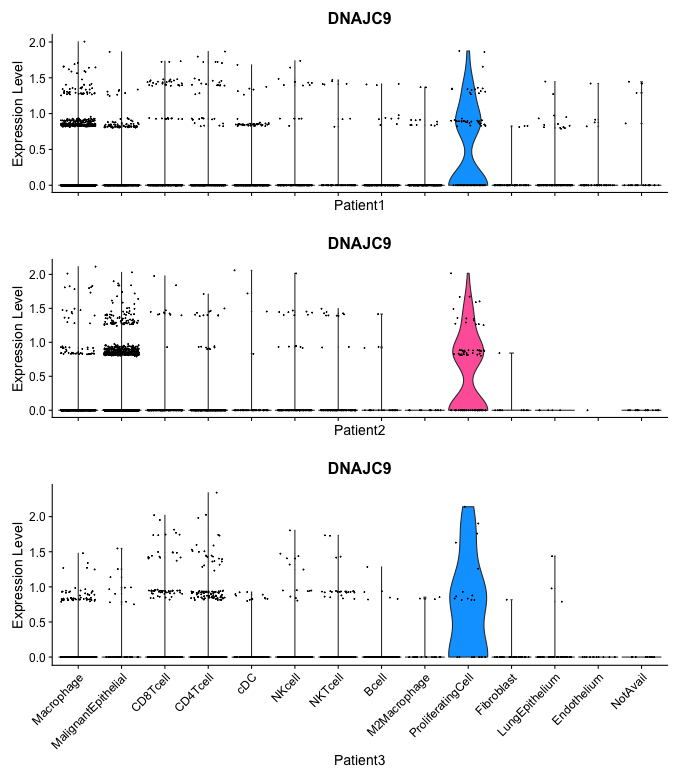 DNAJC9
Expression Level
2.0
1.5
1.0
0.5
0.0
Patient1
DNAJC9
Expression Level
2.0
1.5
1.0
0.5
0.0
Patient2
DNAJC9
Expression Level
2.0
1.5
1.0
0.5
0.0
Macrophage
MalignantEpithelial
CD8Tcell
CD4Tcell
cDC
NKcell
NKTcell
Bcell
M2Macrophage
ProliferatingCell
Fibroblast
LungEpithelium
Endothelium
NotAvail
Patient3